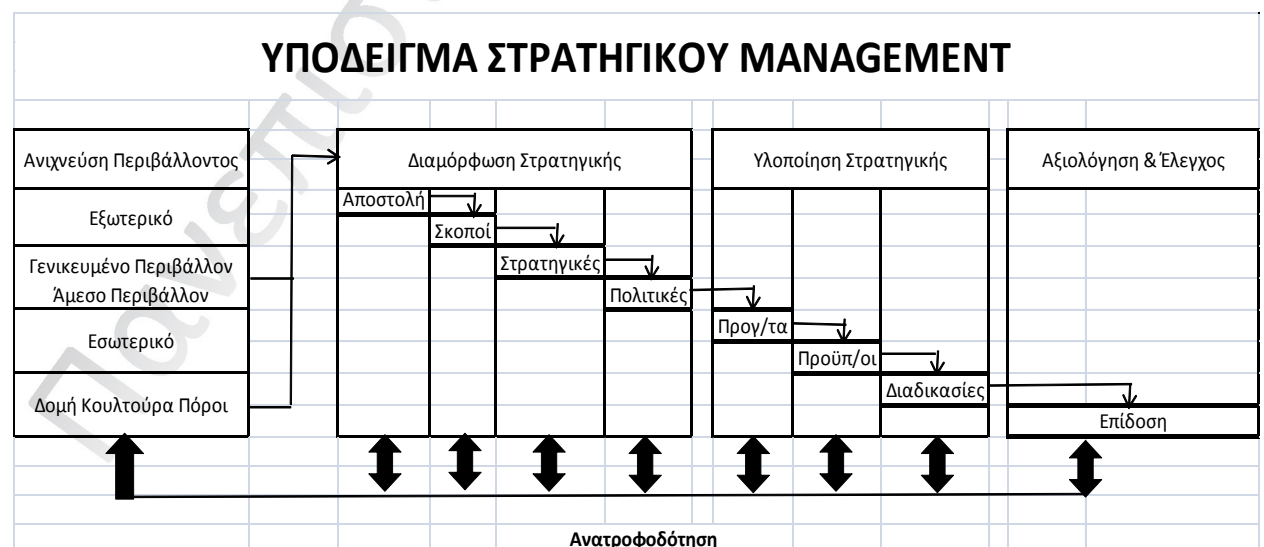 ΥΠΟΔΕΙΓΜΑ ΣΤΡΑΤΗΓΙΚΟΥ MANAGEMENT
Ανιχνεύση Περιβάλλοντος
Διαμόρφωση Στρατηγικής
Υλοποίηση Στρατηγικής
Αξιολόγηση & Έλεγχος
Εξωτερικό
Γενικευμένο Περιβάλλον
Άμεσο Περιβάλλον
Εσωτερικό
Δομή Κουλτούρα Πόροι
Αποστολή
Σκοποί
Στρατηγικές
Πολιτικές
Προγ/τα
Προϋπ/οι
Διαδικασίες
Επίδοση
Ανατροφοδότηση